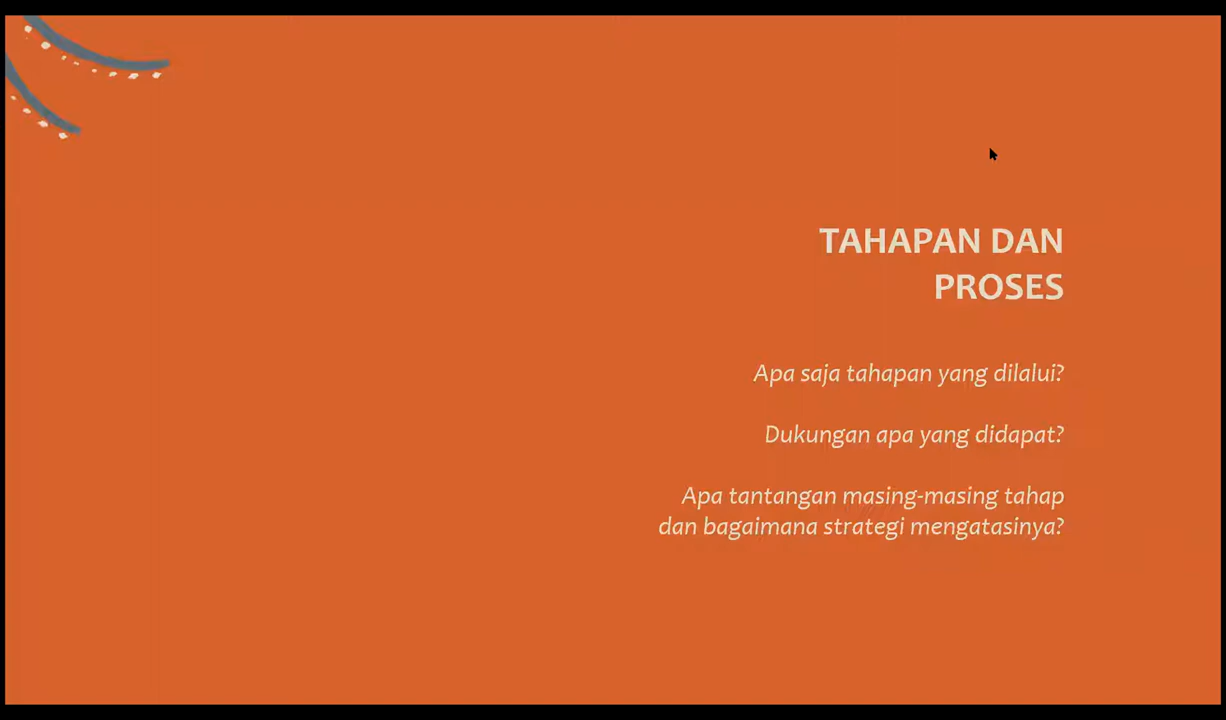 TAHAPAN DAN
PROSES
Apa saja tahapan yang dilalui?
Dukungan apa yang didapat?
Apa tantangan masing-masing tahap
dan bagaimana strategi mengatasinya?